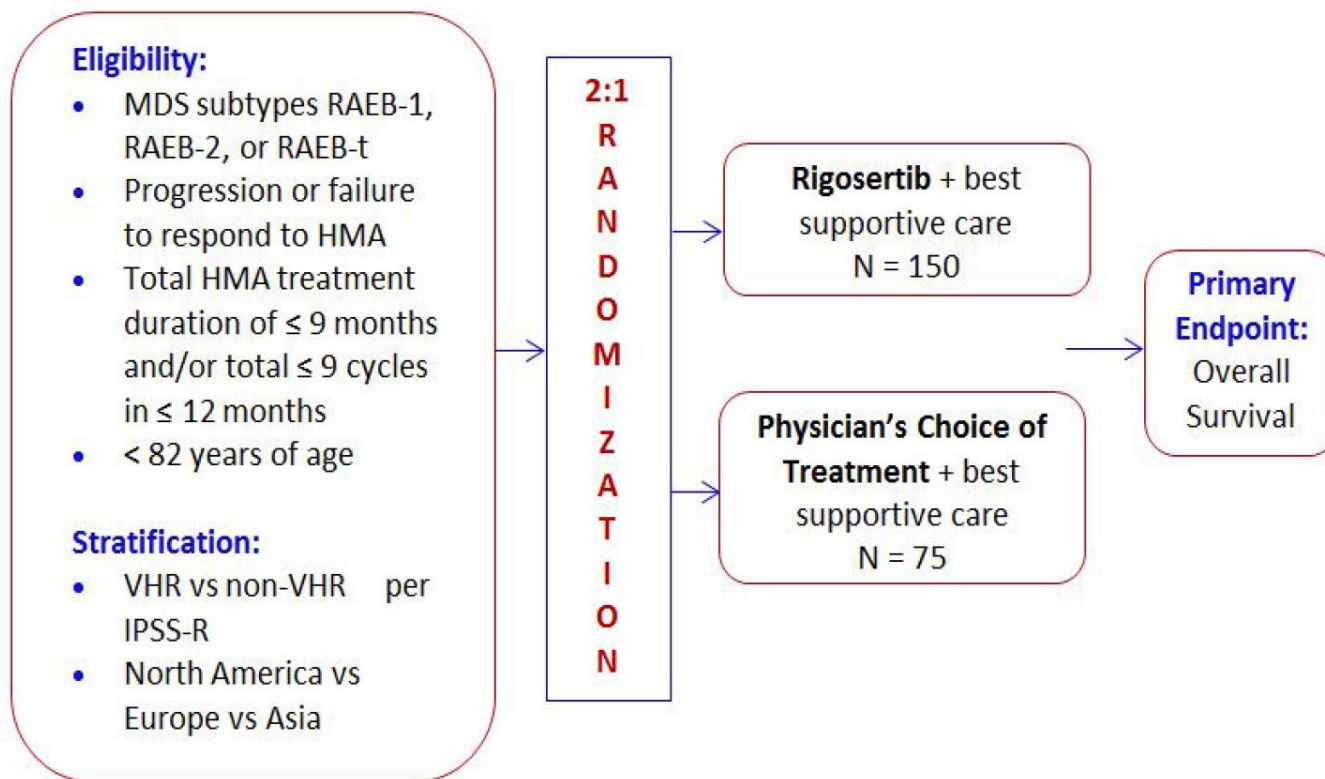 Eligibility:
• MDS subtypes RAEB-1,
RAEB-2, or RAEB-t
• Progression or failure
to respond to HMA
• Total HMA treatment
duration of ≤ 9 months
and/or total ≤ 9 cycles
in ≤ 12 months
• < 82 years of age
Stratification:
• VHR vs non-VHR per
IPSS-R
• North America vs
Europe vs Asia
2:1
R
A
N
D
O
M
I
Z
A
T
I
O
N
Rigosertib + best
supportive care
N = 150
Physician’s Choice of
Treatment + best
supportive care
N = 75
Primary
Endpoint:
Overall
Survival